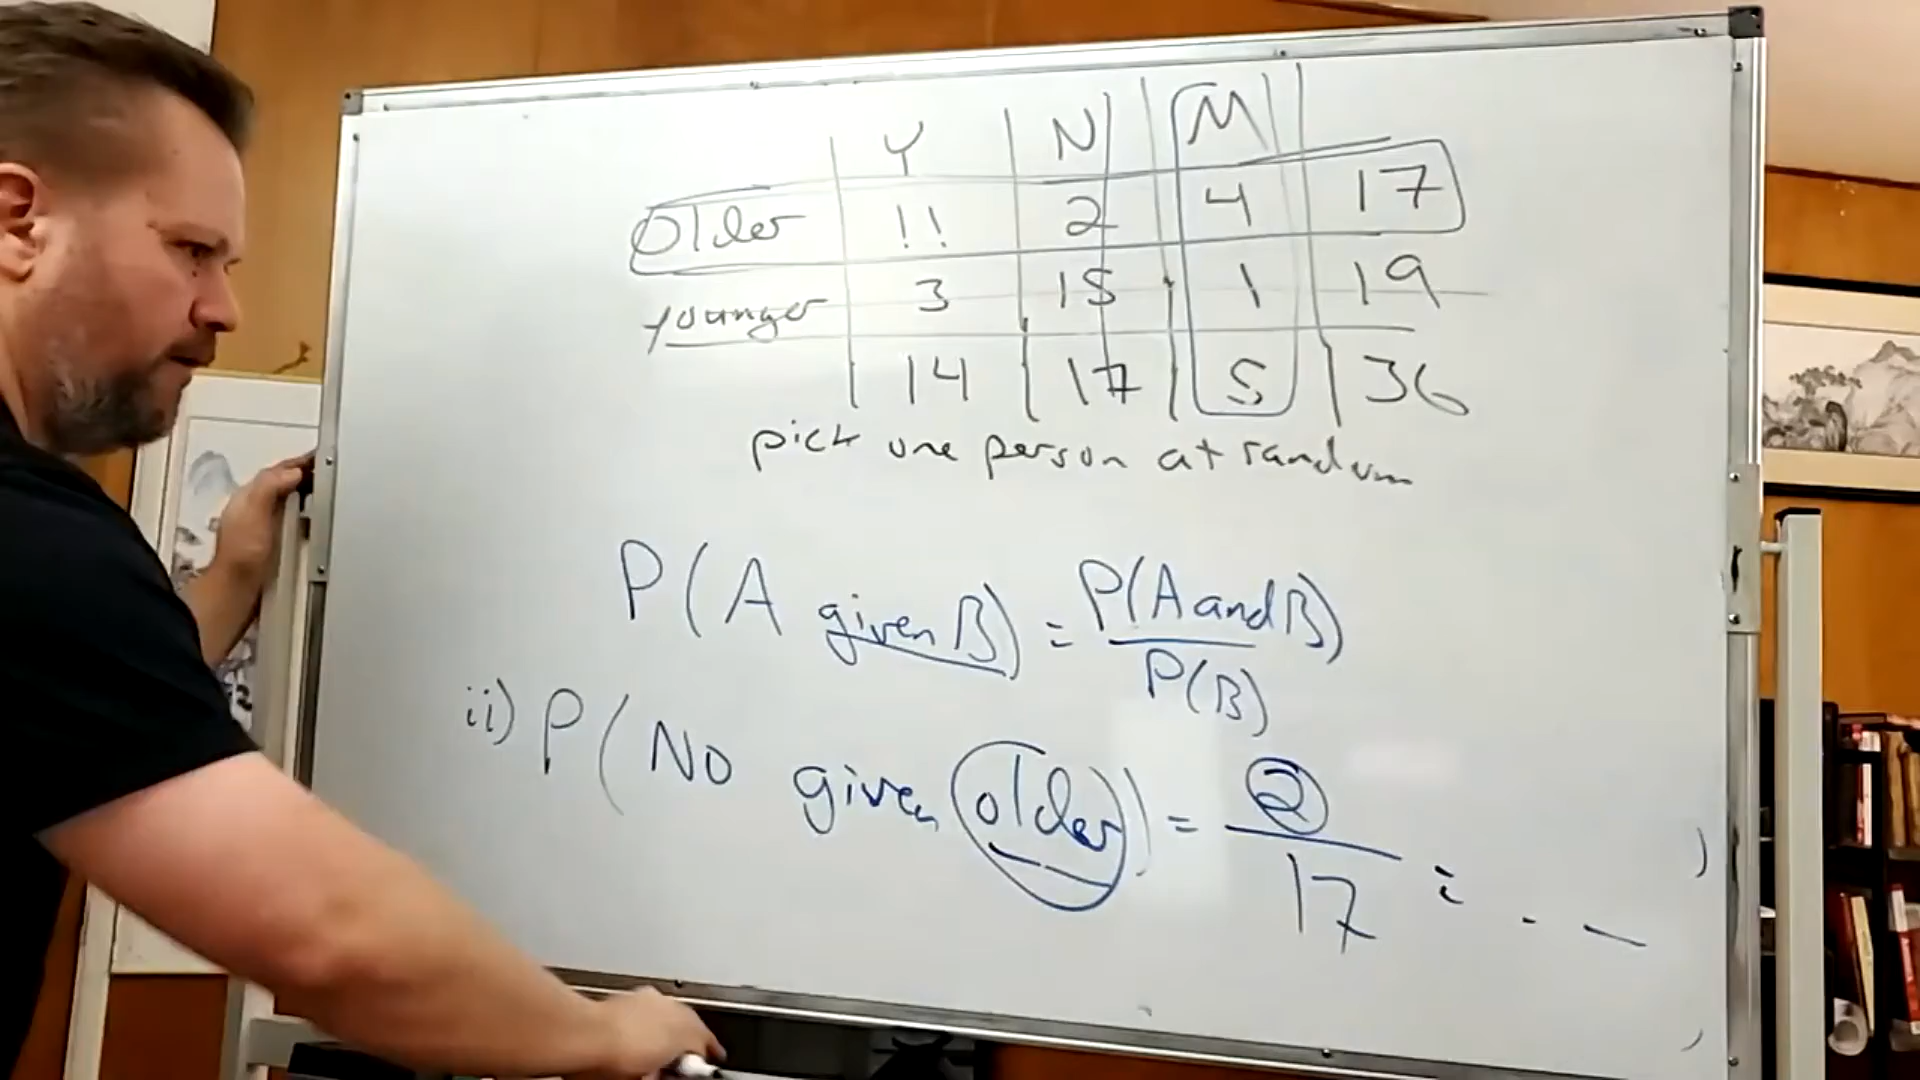 Y N M
Older 11 2 4 17
younger 3 15 1 19
14 17 5 36
pick one person at random
P(A given B) = P(A and B)
P(B)
ii) P(No given older) = 2
17 = . . —